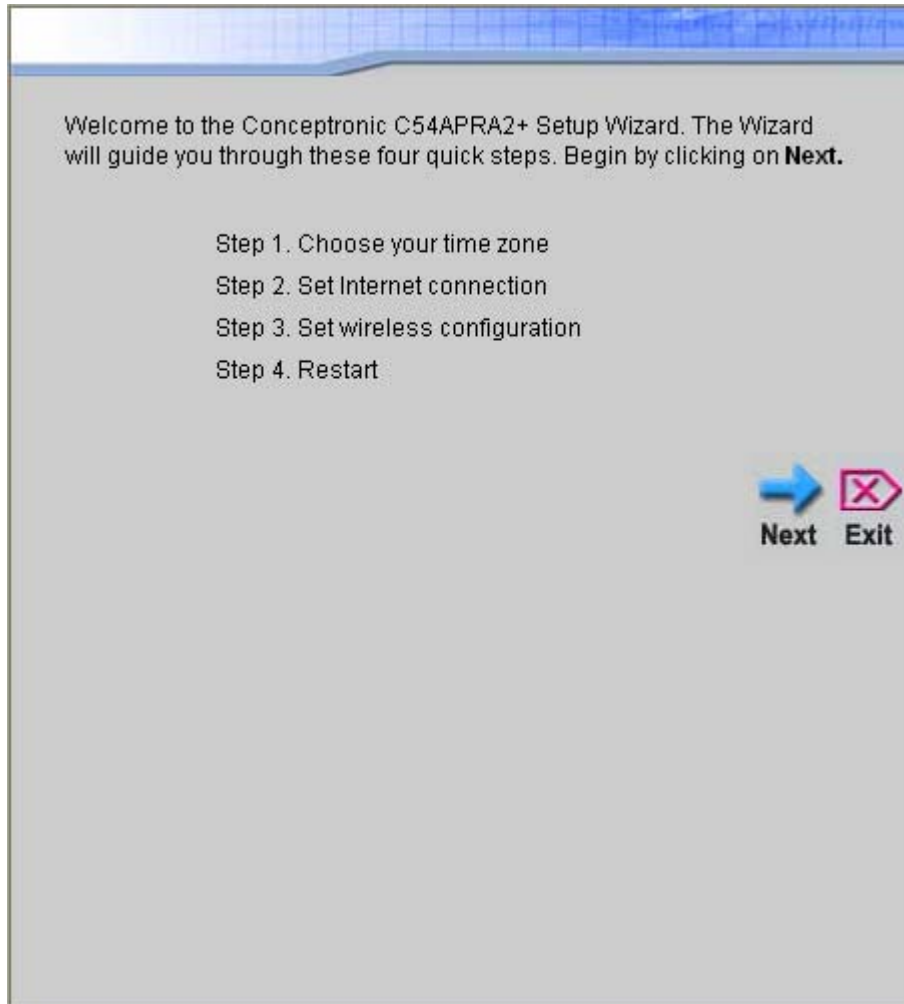 Welcome to the Conceptronic C54APRA2+ Setup Wizard. The Wizard
will guide you through these four quick steps. Begin by clicking on Next.
Step 1. Choose your time zone
Step 2. Set Internet connection
Step 3. Set wireless configuration
Step 4. Restart
Next Exit